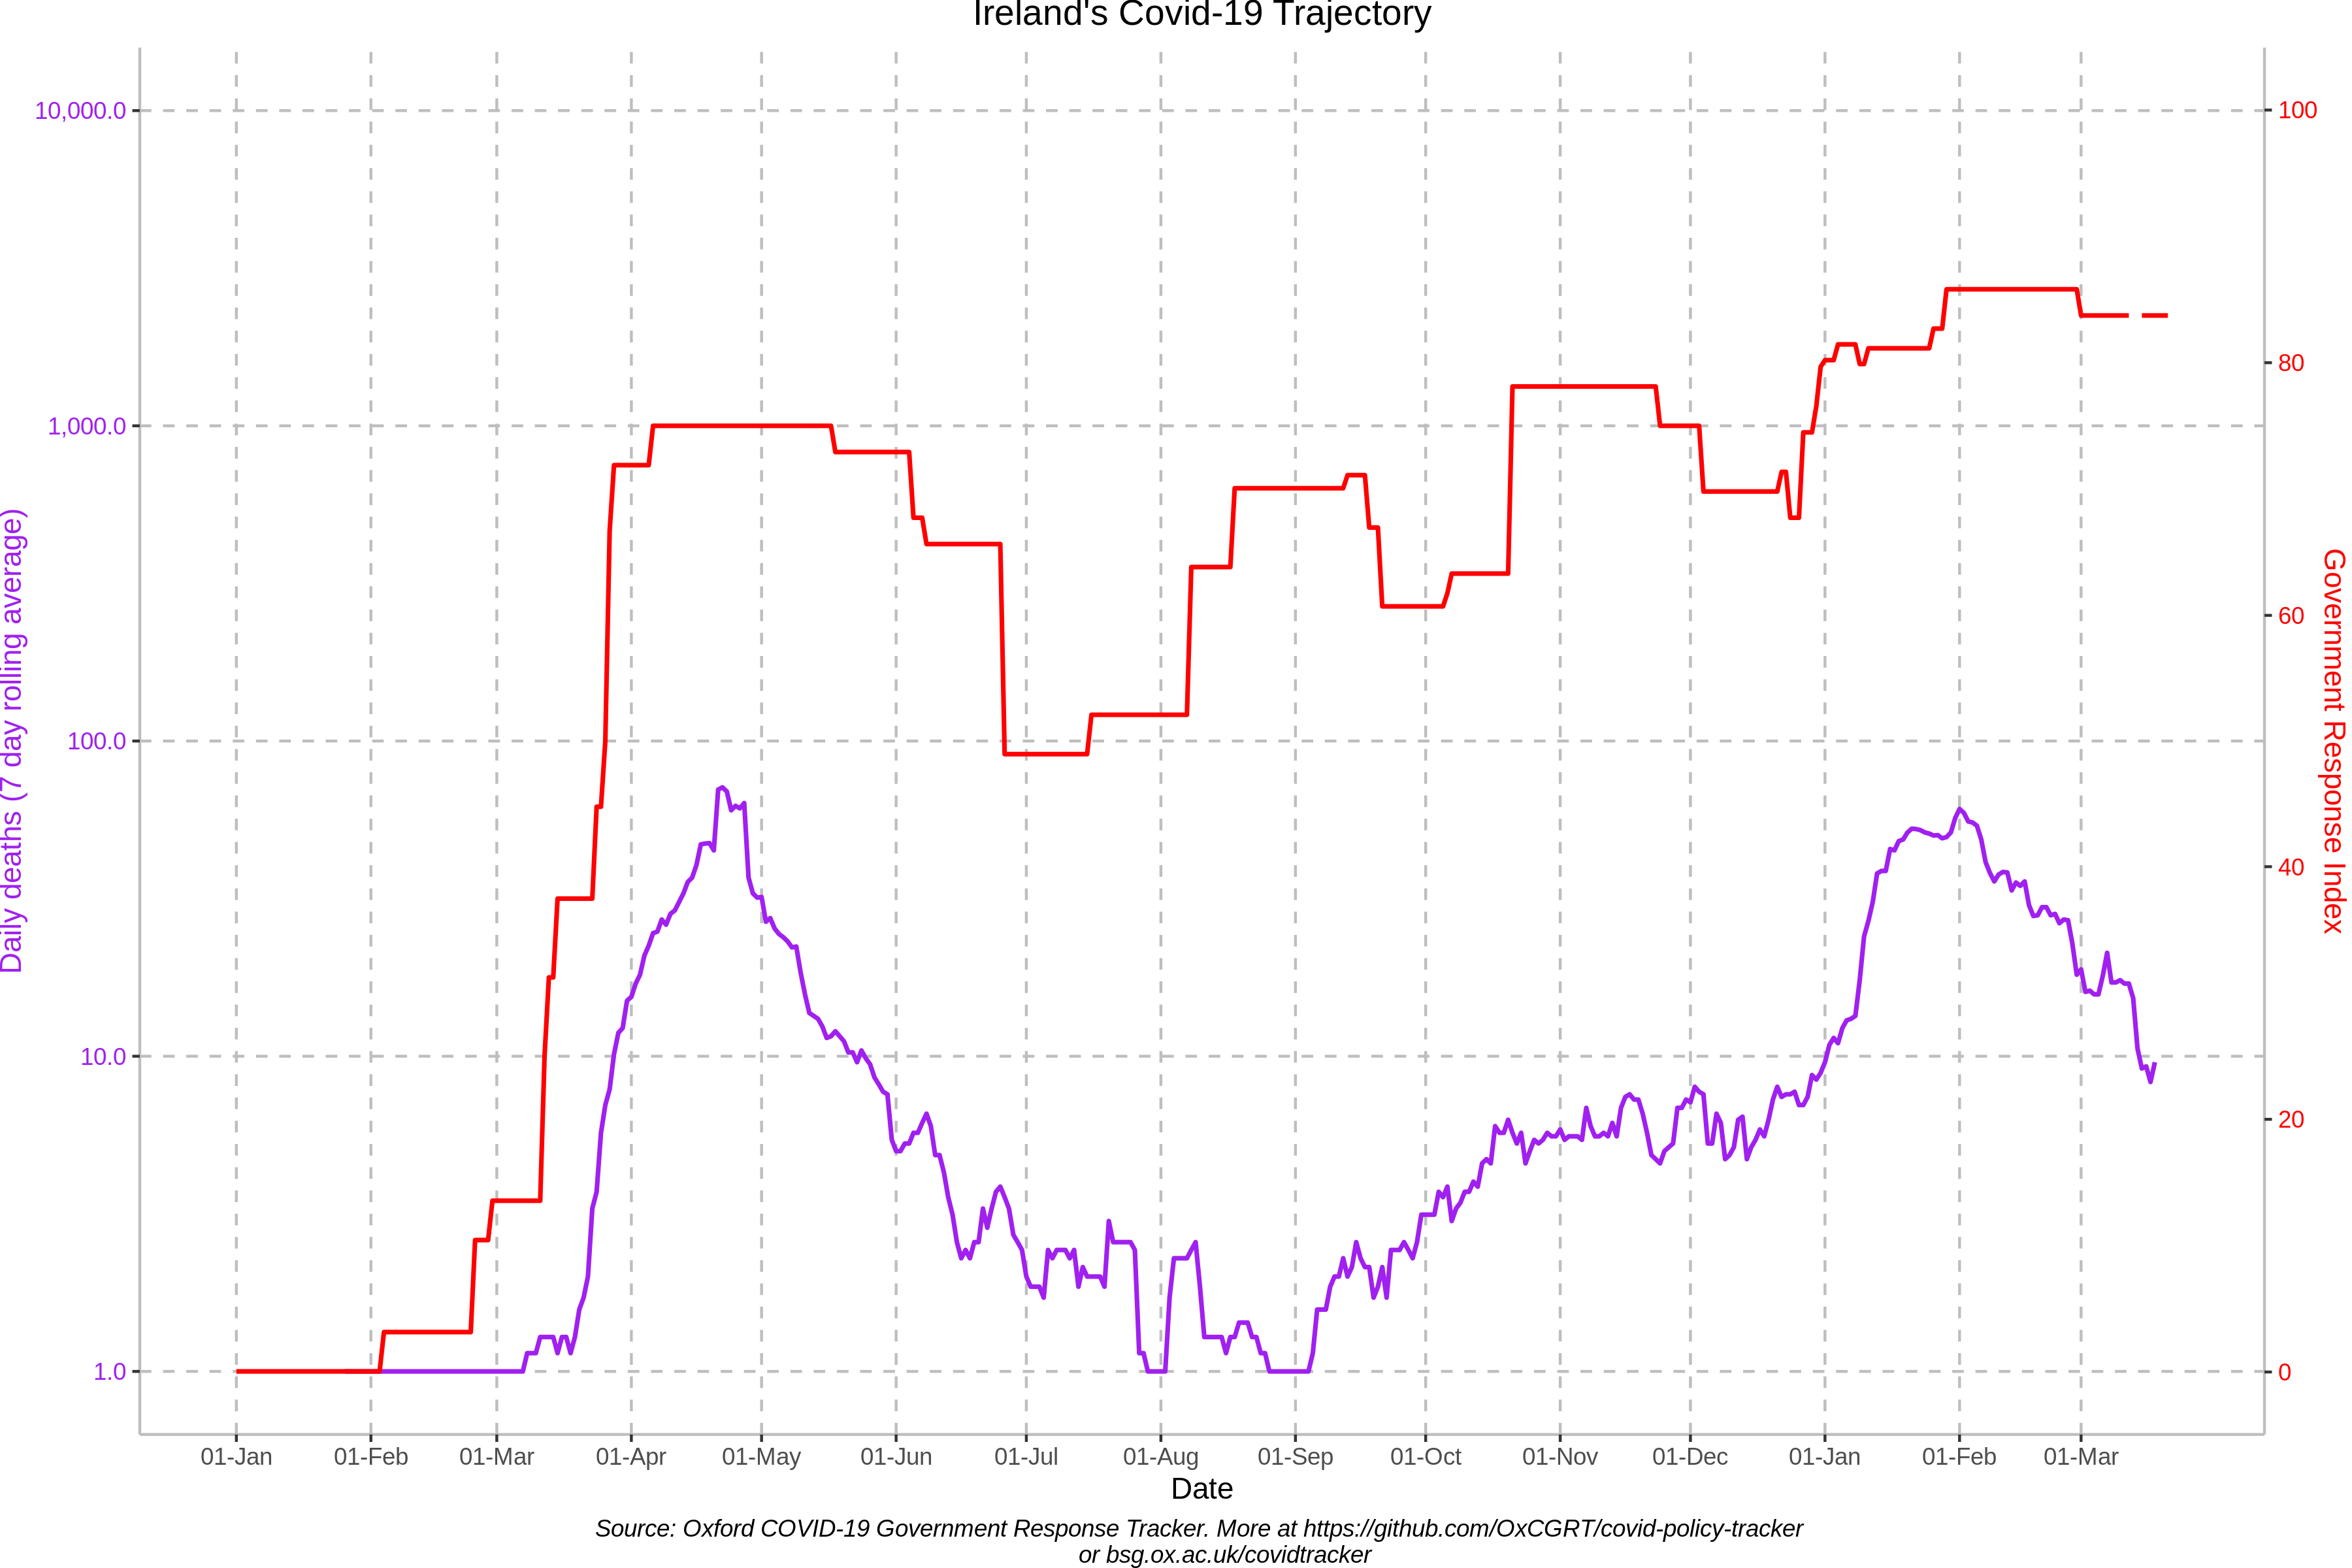 Ireland's Covid-19 Trajectory
10,000.0
1,000.0
100.0
10.0
1.0
Daily deaths (7 day rolling average)
100
80
60
40
20
0
Government Response Index
01-Jan 01-Feb 01-Mar 01-Apr 01-May 01-Jun 01-Jul 01-Aug 01-Sep 01-Oct 01-Nov 01-Dec 01-Jan 01-Feb 01-Mar
Date
Source: Oxford COVID-19 Government Response Tracker. More at https://github.com/OxCGRT/covid-policy-tracker
or bsg.ox.ac.uk/covidtracker